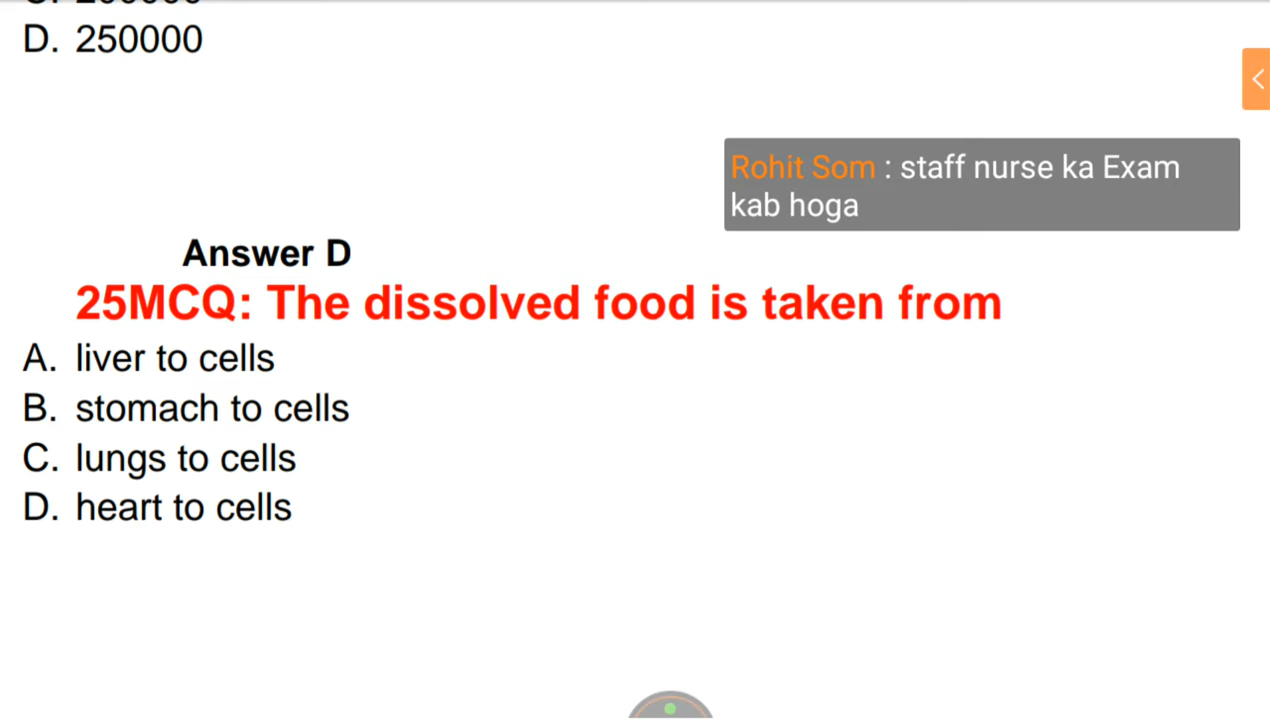 D. 250000
Rohit Som : staff nurse ka Exam
kab hoga
Answer D
25MCQ: The dissolved food is taken from
A. liver to cells
B. stomach to cells
C. lungs to cells
D. heart to cells